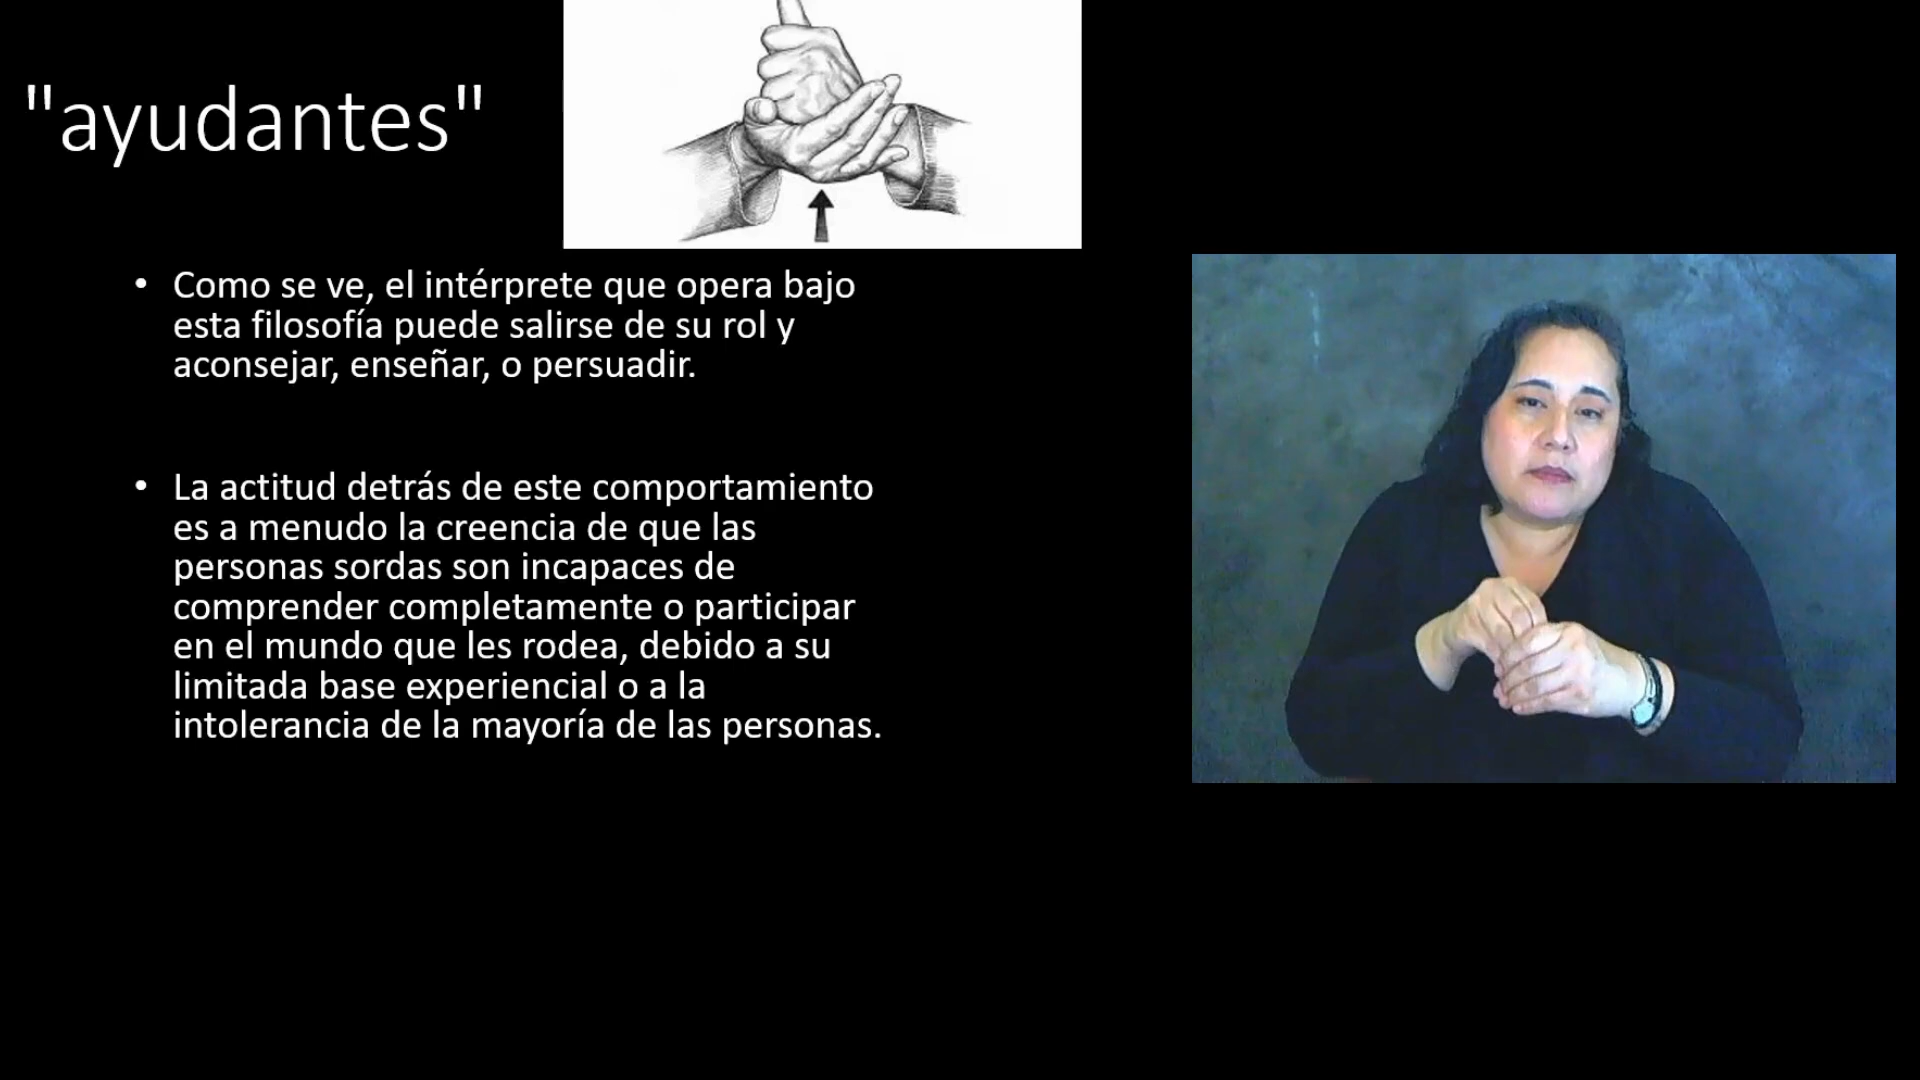 "ayudantes"
• Como se ve, el intérprete que opera bajo
esta filosofía puede salirse de su rol y
aconsejar, enseñar, o persuadir.
• La actitud detrás de este comportamiento
es a menudo la creencia de que las
personas sordas son incapaces de
comprender completamente o participar
en el mundo que les rodea, debido a su
limitada base experiencial o a la
intolerancia de la mayoría de las personas.